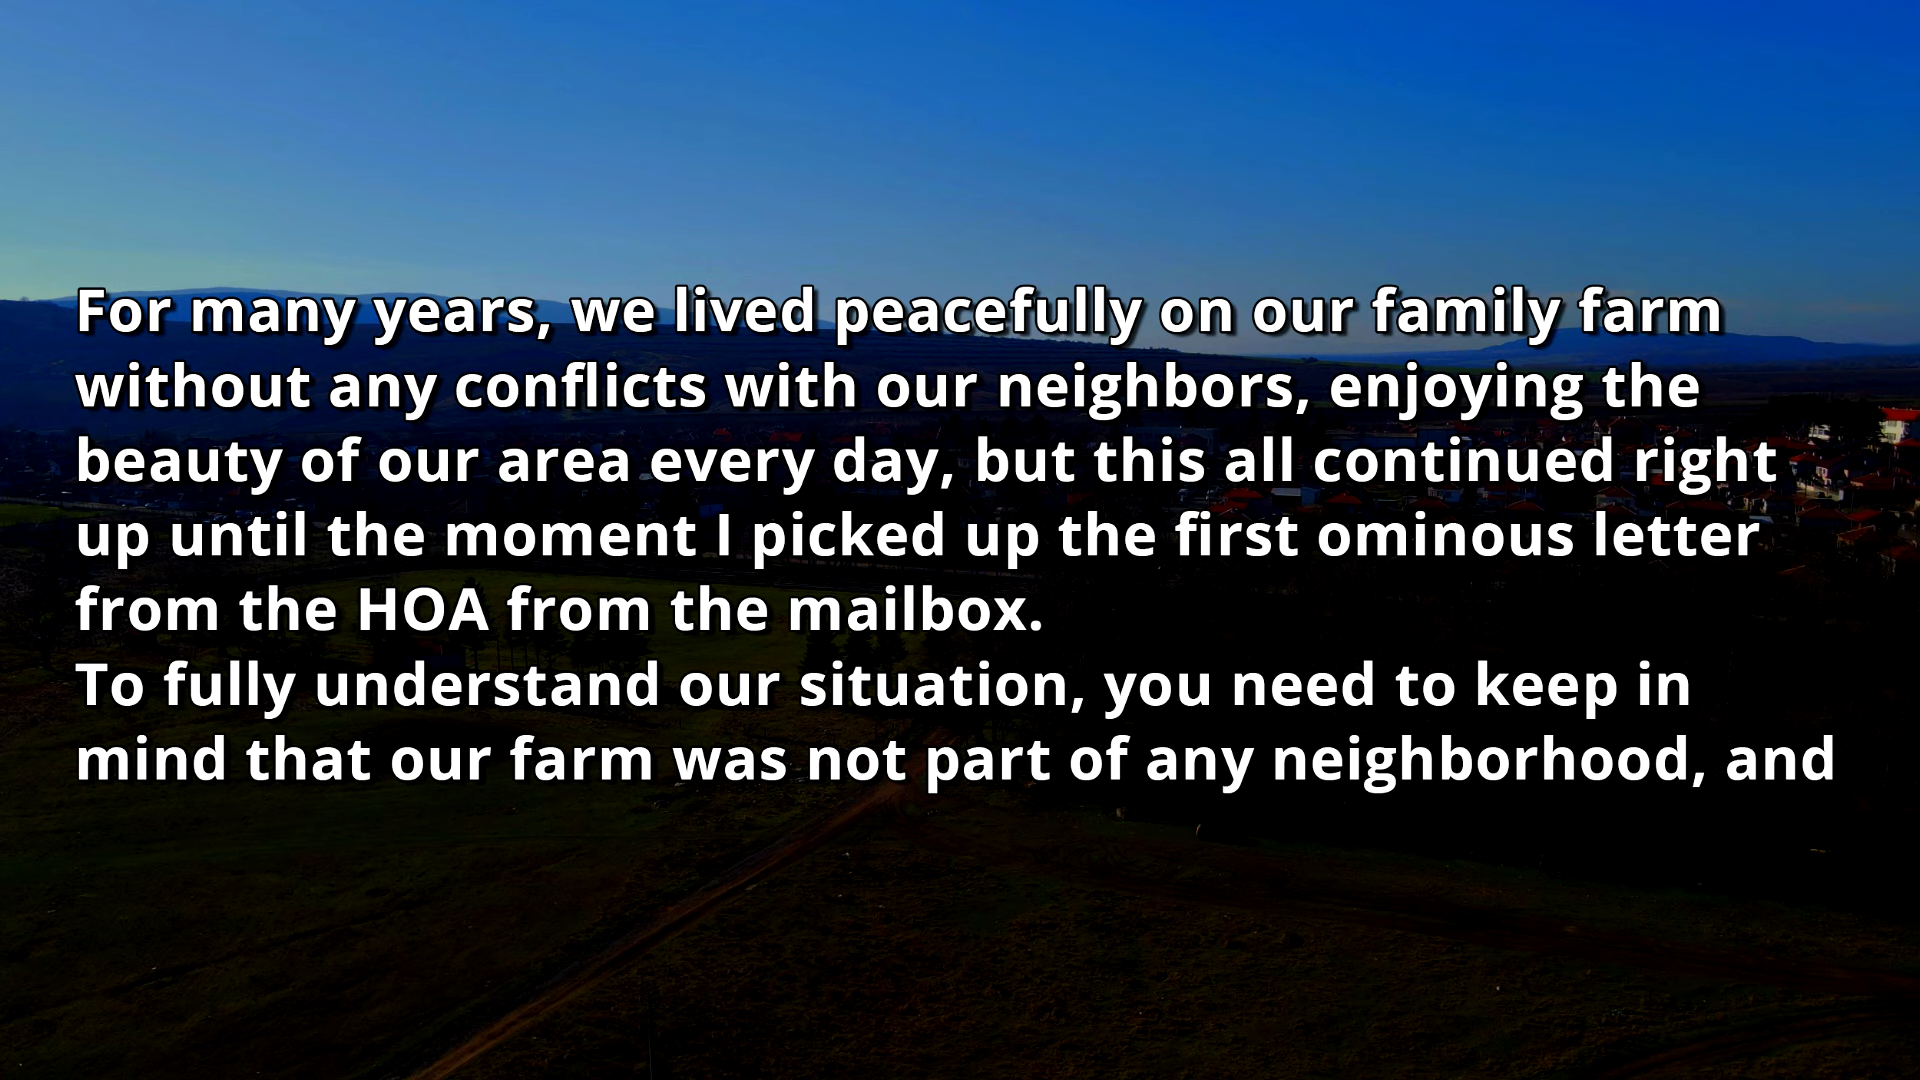 For many years, we lived peacefully on our family farm
without any conflicts with our neighbors, enjoying the
beauty of our area every day, but this all continued right
up until the moment I picked up the first ominous letter
from the HOA from the mailbox.
To fully understand our situation, you need to keep in
mind that our farm was not part of any neighborhood, and